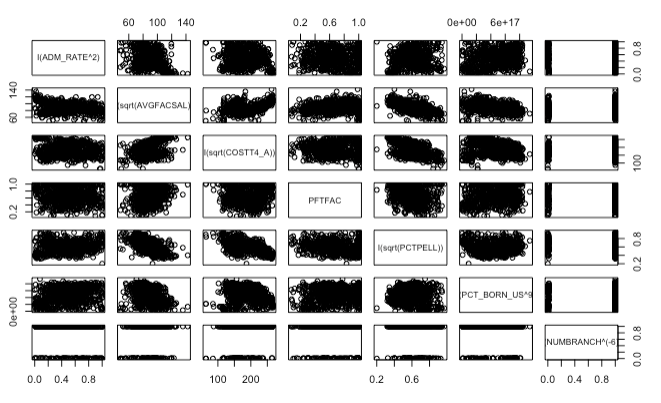 60 80 100 140
0.2 0.6 1.0
0e+00 6e+17
I(ADM_RATE^2)
0.0 0.4 0.8
60 140
(sqrt(AVGFACSAL)
I(sqrt(COSTT4_A))
100
0.2 1.0
PFTFAC
I(sqrt(PCTPELL))
0.2 0.8
0e+00
(PCT_BORN_US^9
NUMBRANCH^(-6
0.0 0.4 0.8
0.0 0.4 0.8
100 200
0.2 0.6
0.0 0.4 0.8